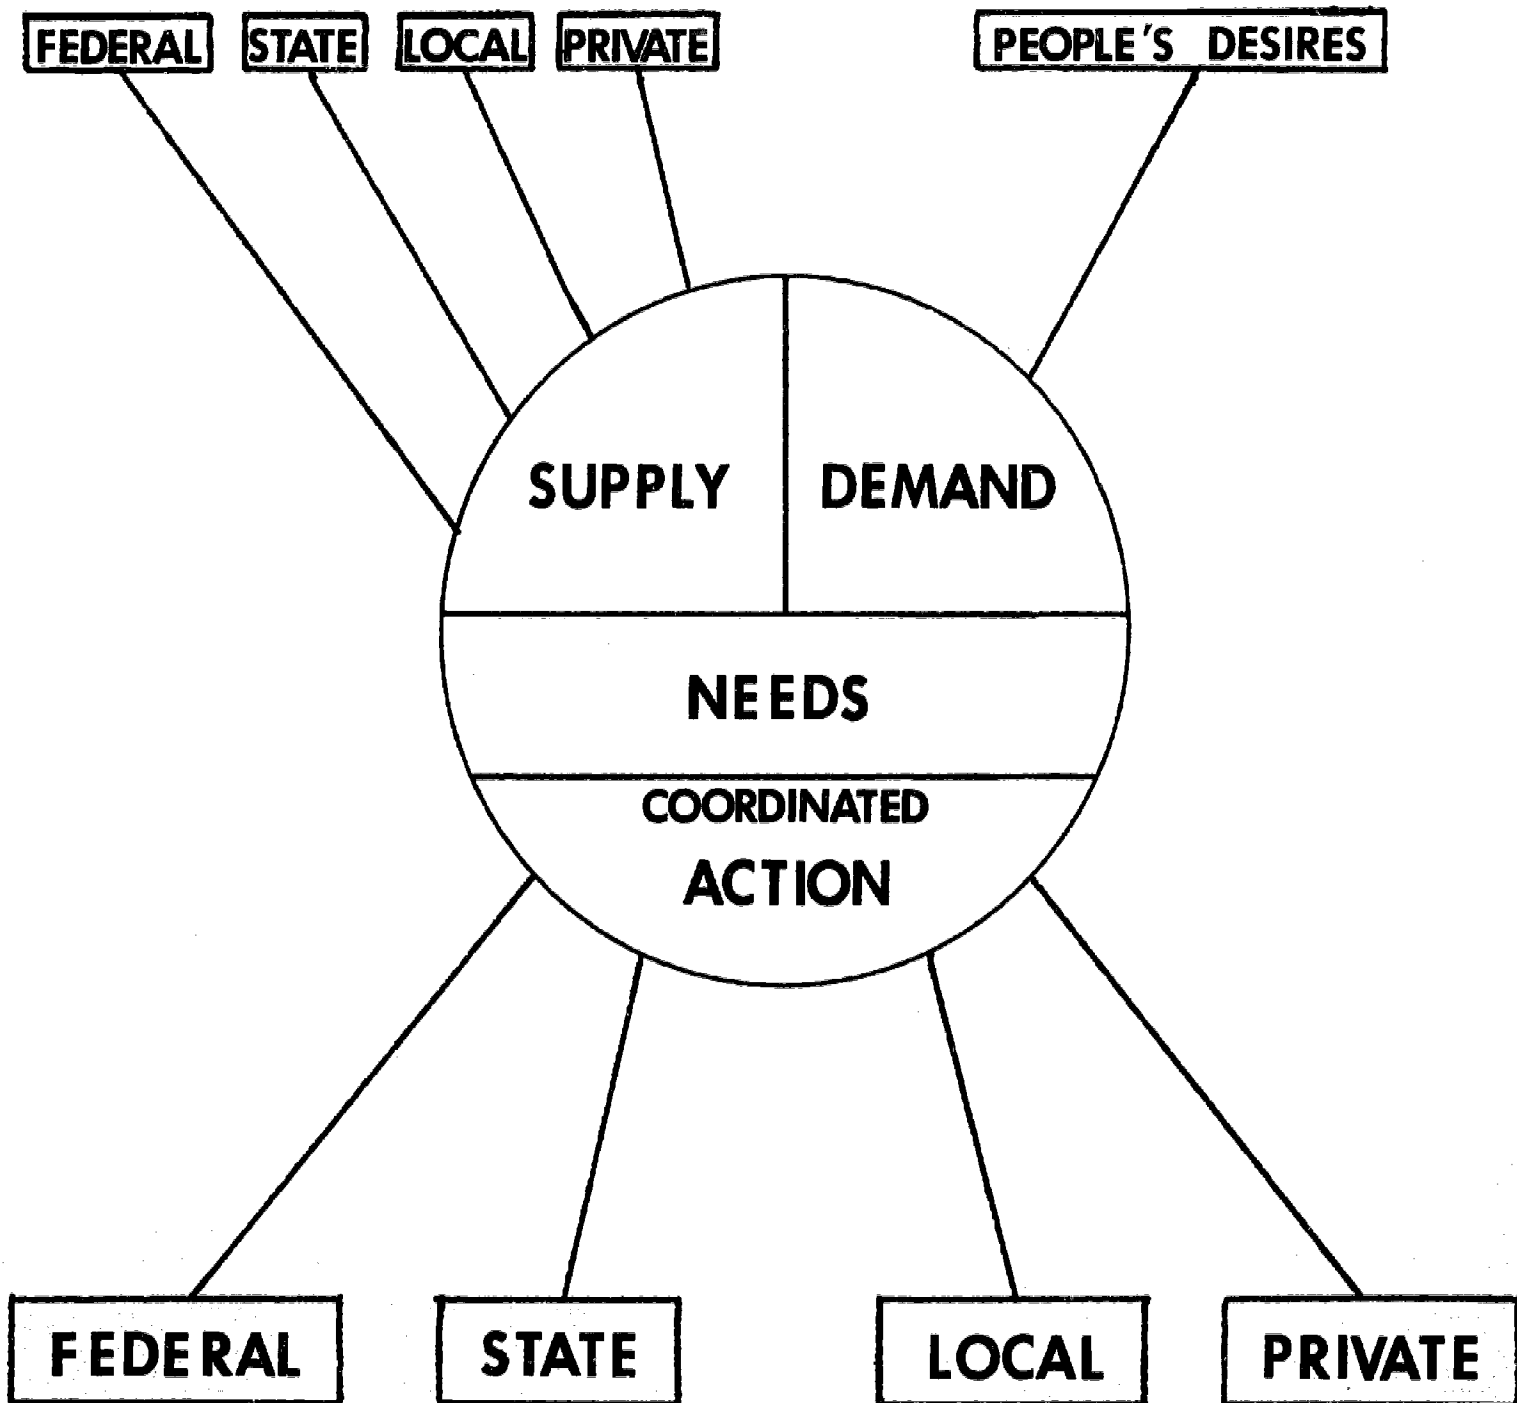 FEDERAL STATE LOCAL PRIVATE PEOPLE'S DESIRES
SUPPLY DEMAND
NEEDS
COORDINATED
ACTION
FEDERAL STATE LOCAL PRIVATE